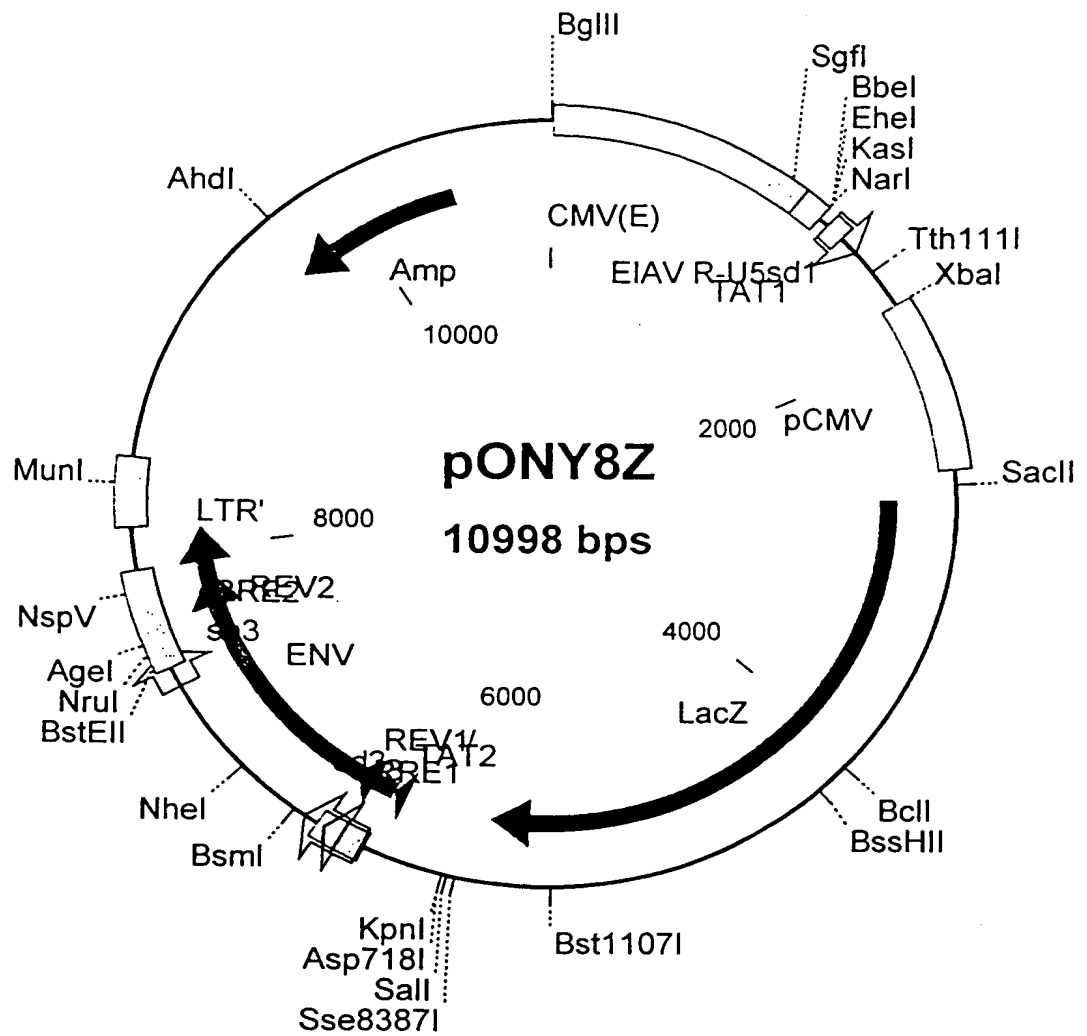 BglII
SgfI
BbeI
EheI
KasI
NarI
AhdI
CMV(E)
Tth111I
EIAV R-U5sd1
TAT1
XbaI
Amp
10000
2000
pCMV
pONY8Z
10998 bps
SacII
MunI
LTR'
8000
REV2
RRE2
NspV
4000
ENV
AgeI
6000
LacZ
NruI
BstEII
REV1/
TAT2
RRE1
NheI
BclI
BssHII
BsmI
KpnI
Asp718I
SalI
Sse8387I
Bst1107I